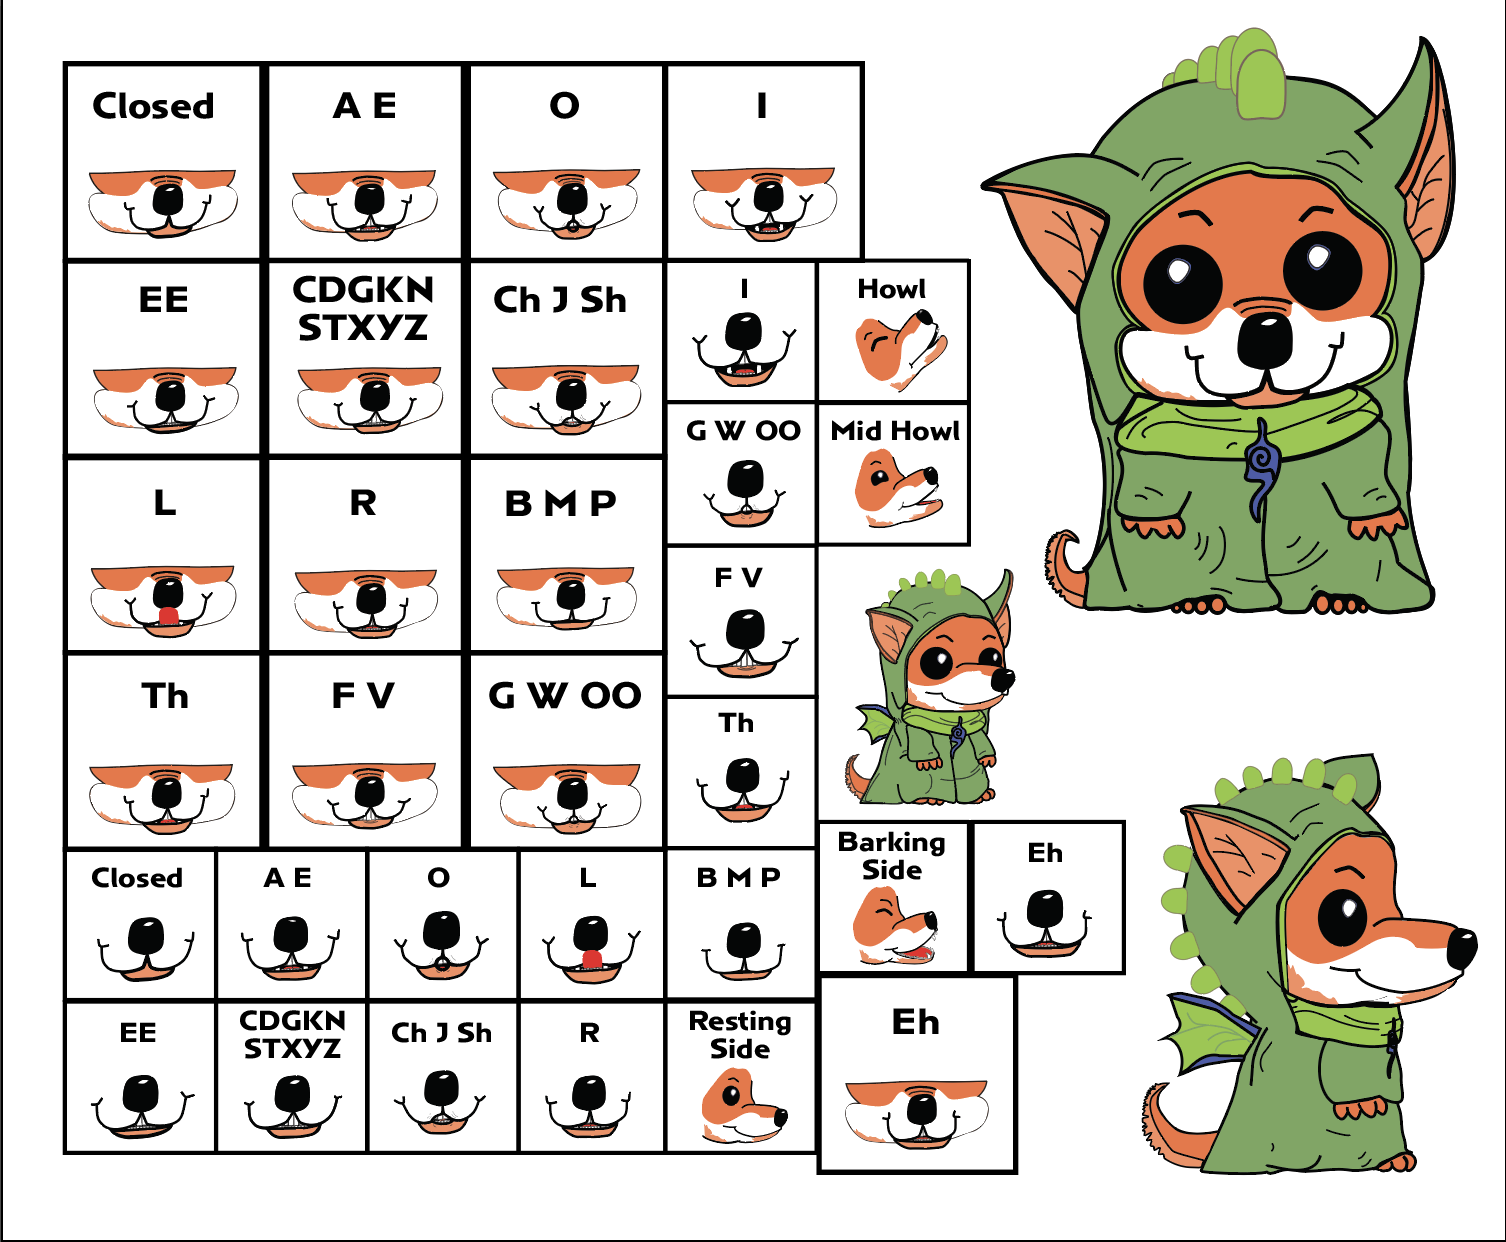 Closed
A E
O
I
EE
CDGKN
STXYZ
Ch J Sh
I
Howl
G W OO
Mid Howl
L
R
B M P
F V
Th
F V
G W OO
Th
Closed
A E
O
L
B M P
Barking
Side
Eh
EE
CDGKN
STXYZ
Ch J Sh
R
Resting
Side
Eh